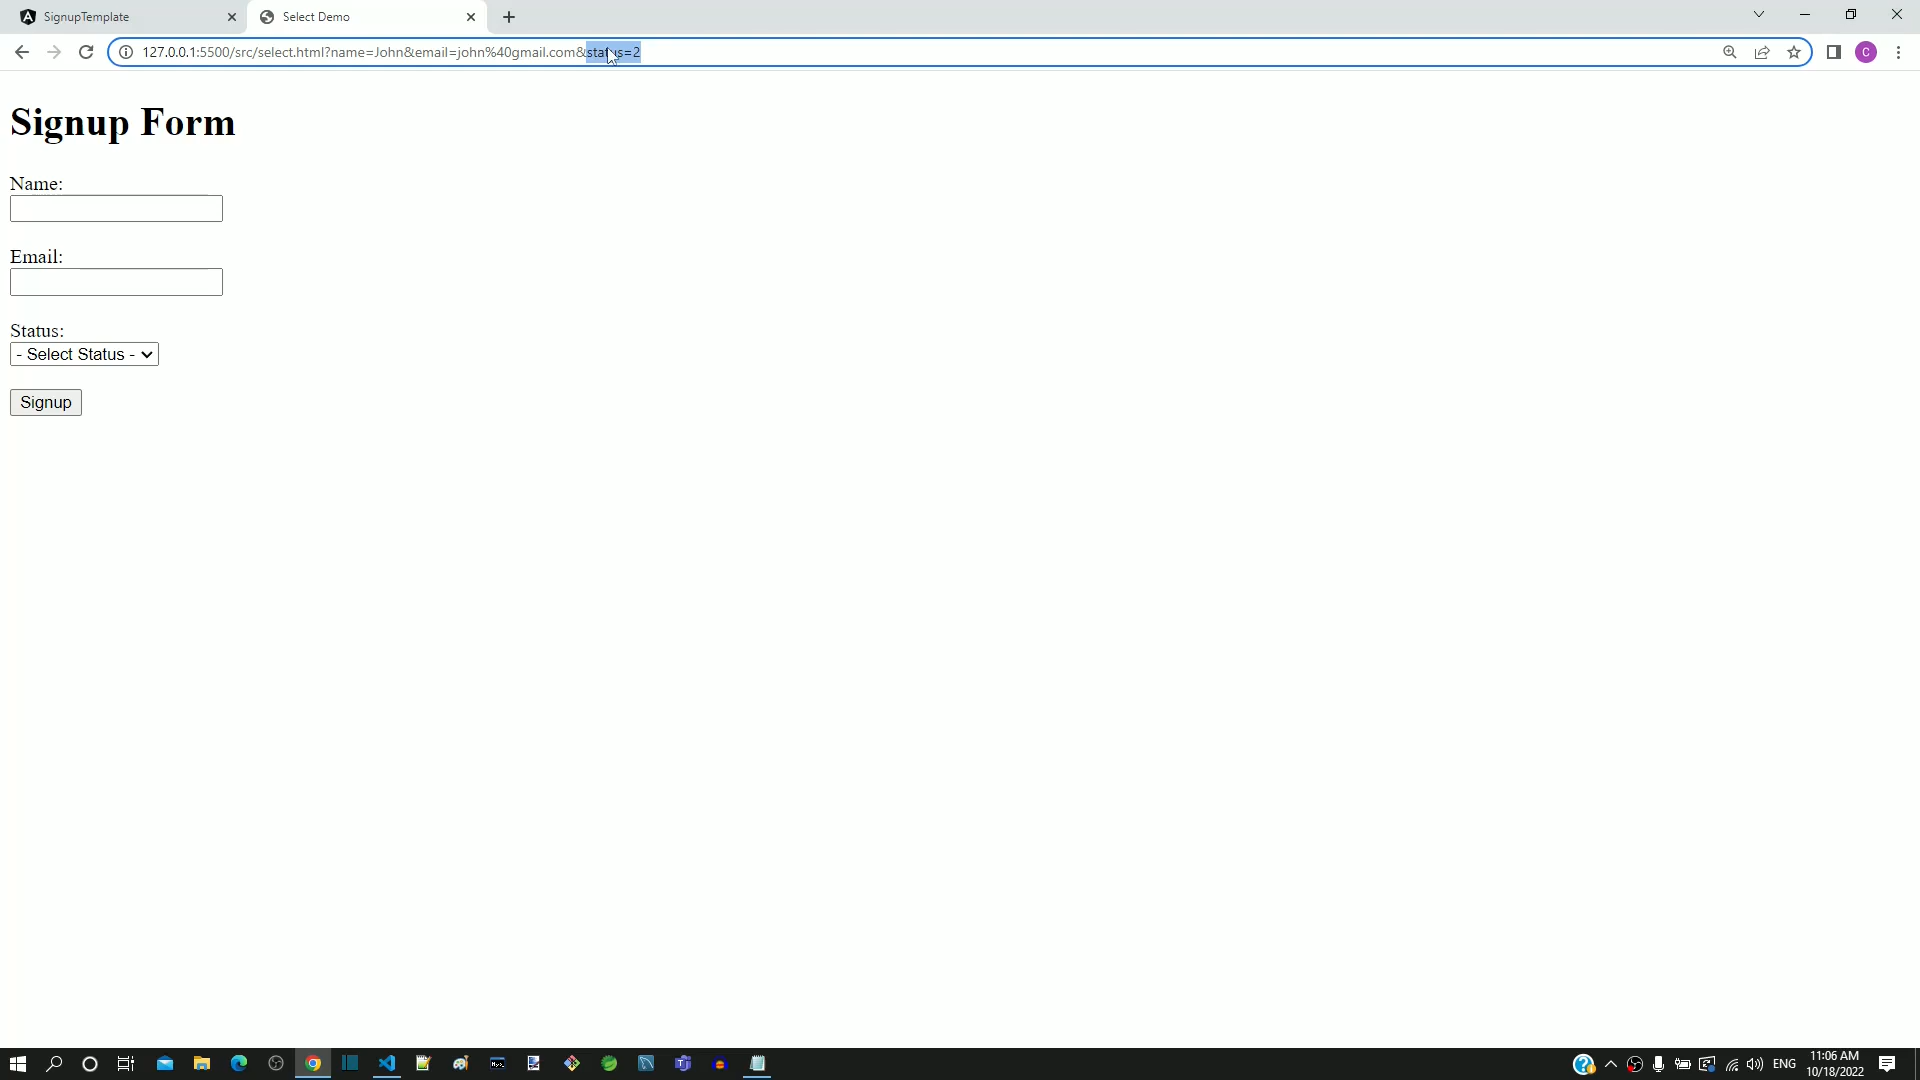 SignupTemplate
Select Demo
127.0.0.1:5500/src/select.html?name=John&email=john%40gmail.com&status=2
C
Signup Form
Name:
Email:
Status:
- Select Status -
Signup
ENG
11:06 AM
10/18/2022